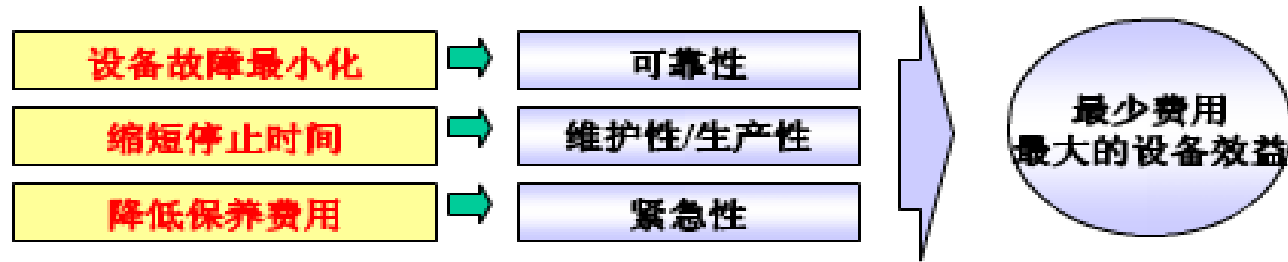 设备故障最小化
可靠性
缩短停止时间
维护性/生产性
降低保养费用
紧急性
最少费用
最大的设备效益